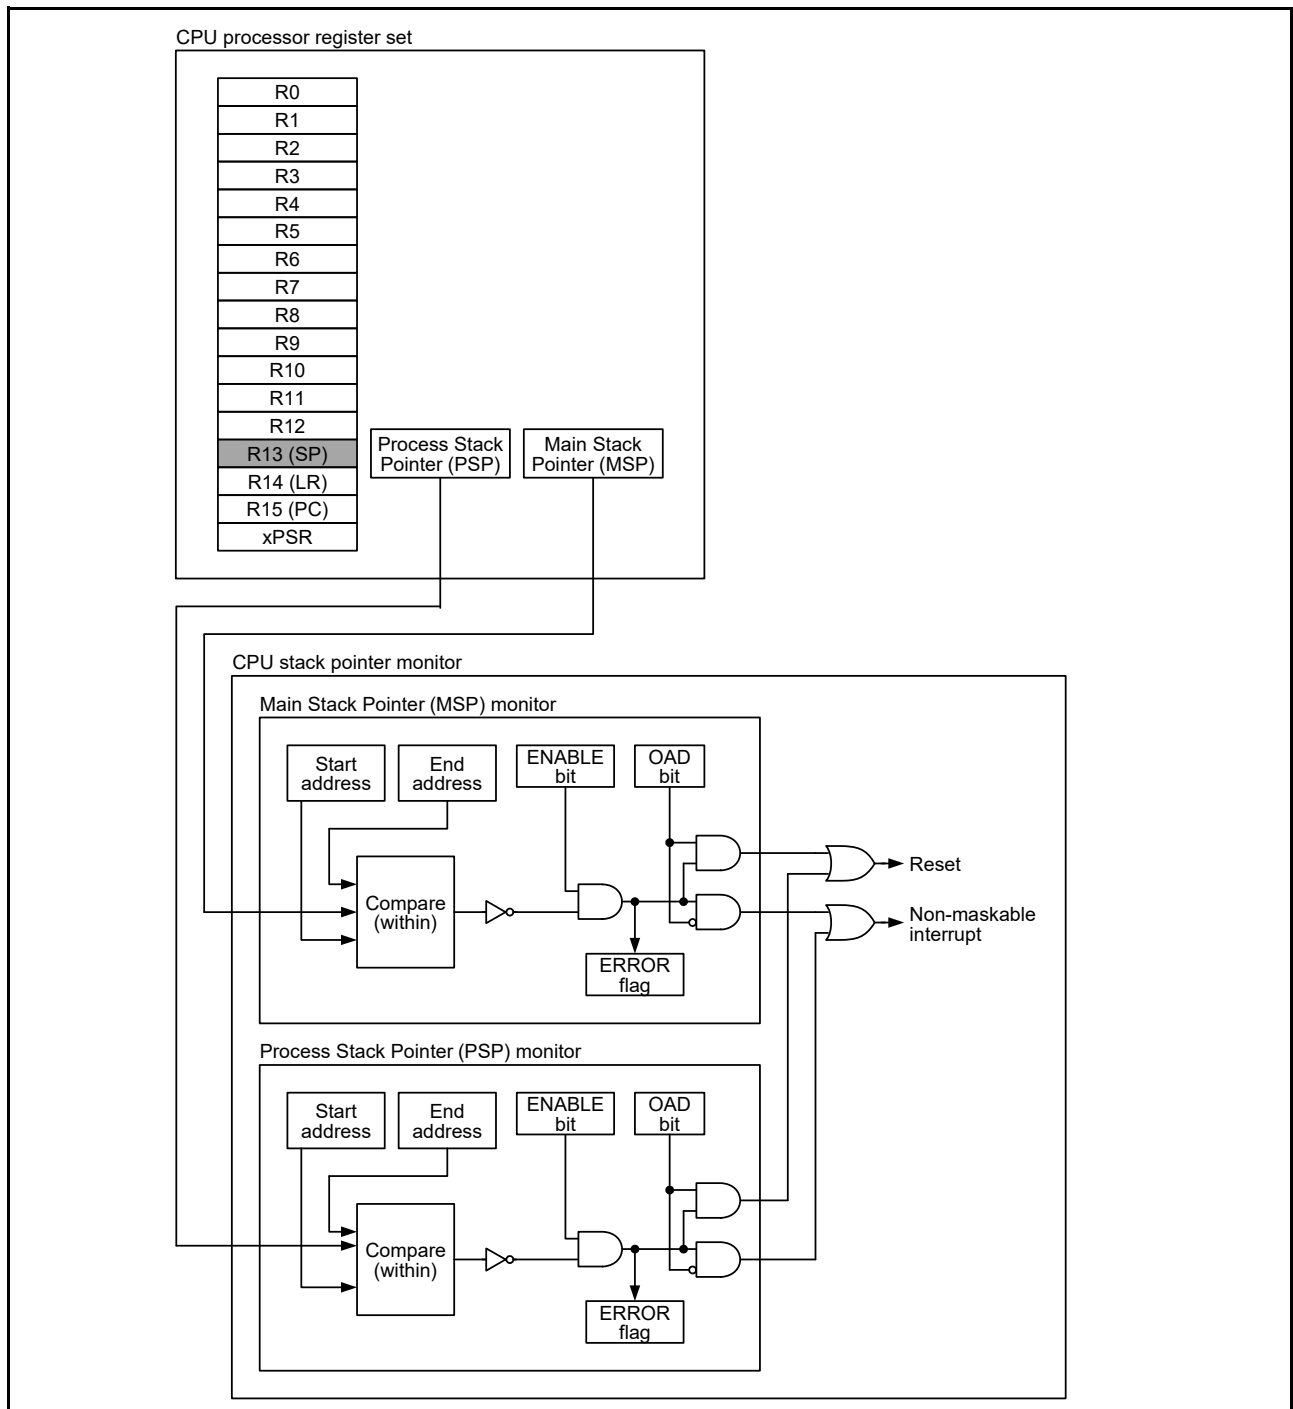 CPU processor register set
R0
R1
R2
R3
R4
R5
R6
R7
R8
R9
R10
R11
R12
R13 (SP)
R14 (LR)
R15 (PC)
xPSR
Process Stack
Pointer (PSP)
Main Stack
Pointer (MSP)
CPU stack pointer monitor
Main Stack Pointer (MSP) monitor
Start
address
End
address
ENABLE
bit
OAD
bit
Compare
(within)
ERROR
flag
Reset
Non-maskable
interrupt
Process Stack Pointer (PSP) monitor
Start
address
End
address
ENABLE
bit
OAD
bit
Compare
(within)
ERROR
flag